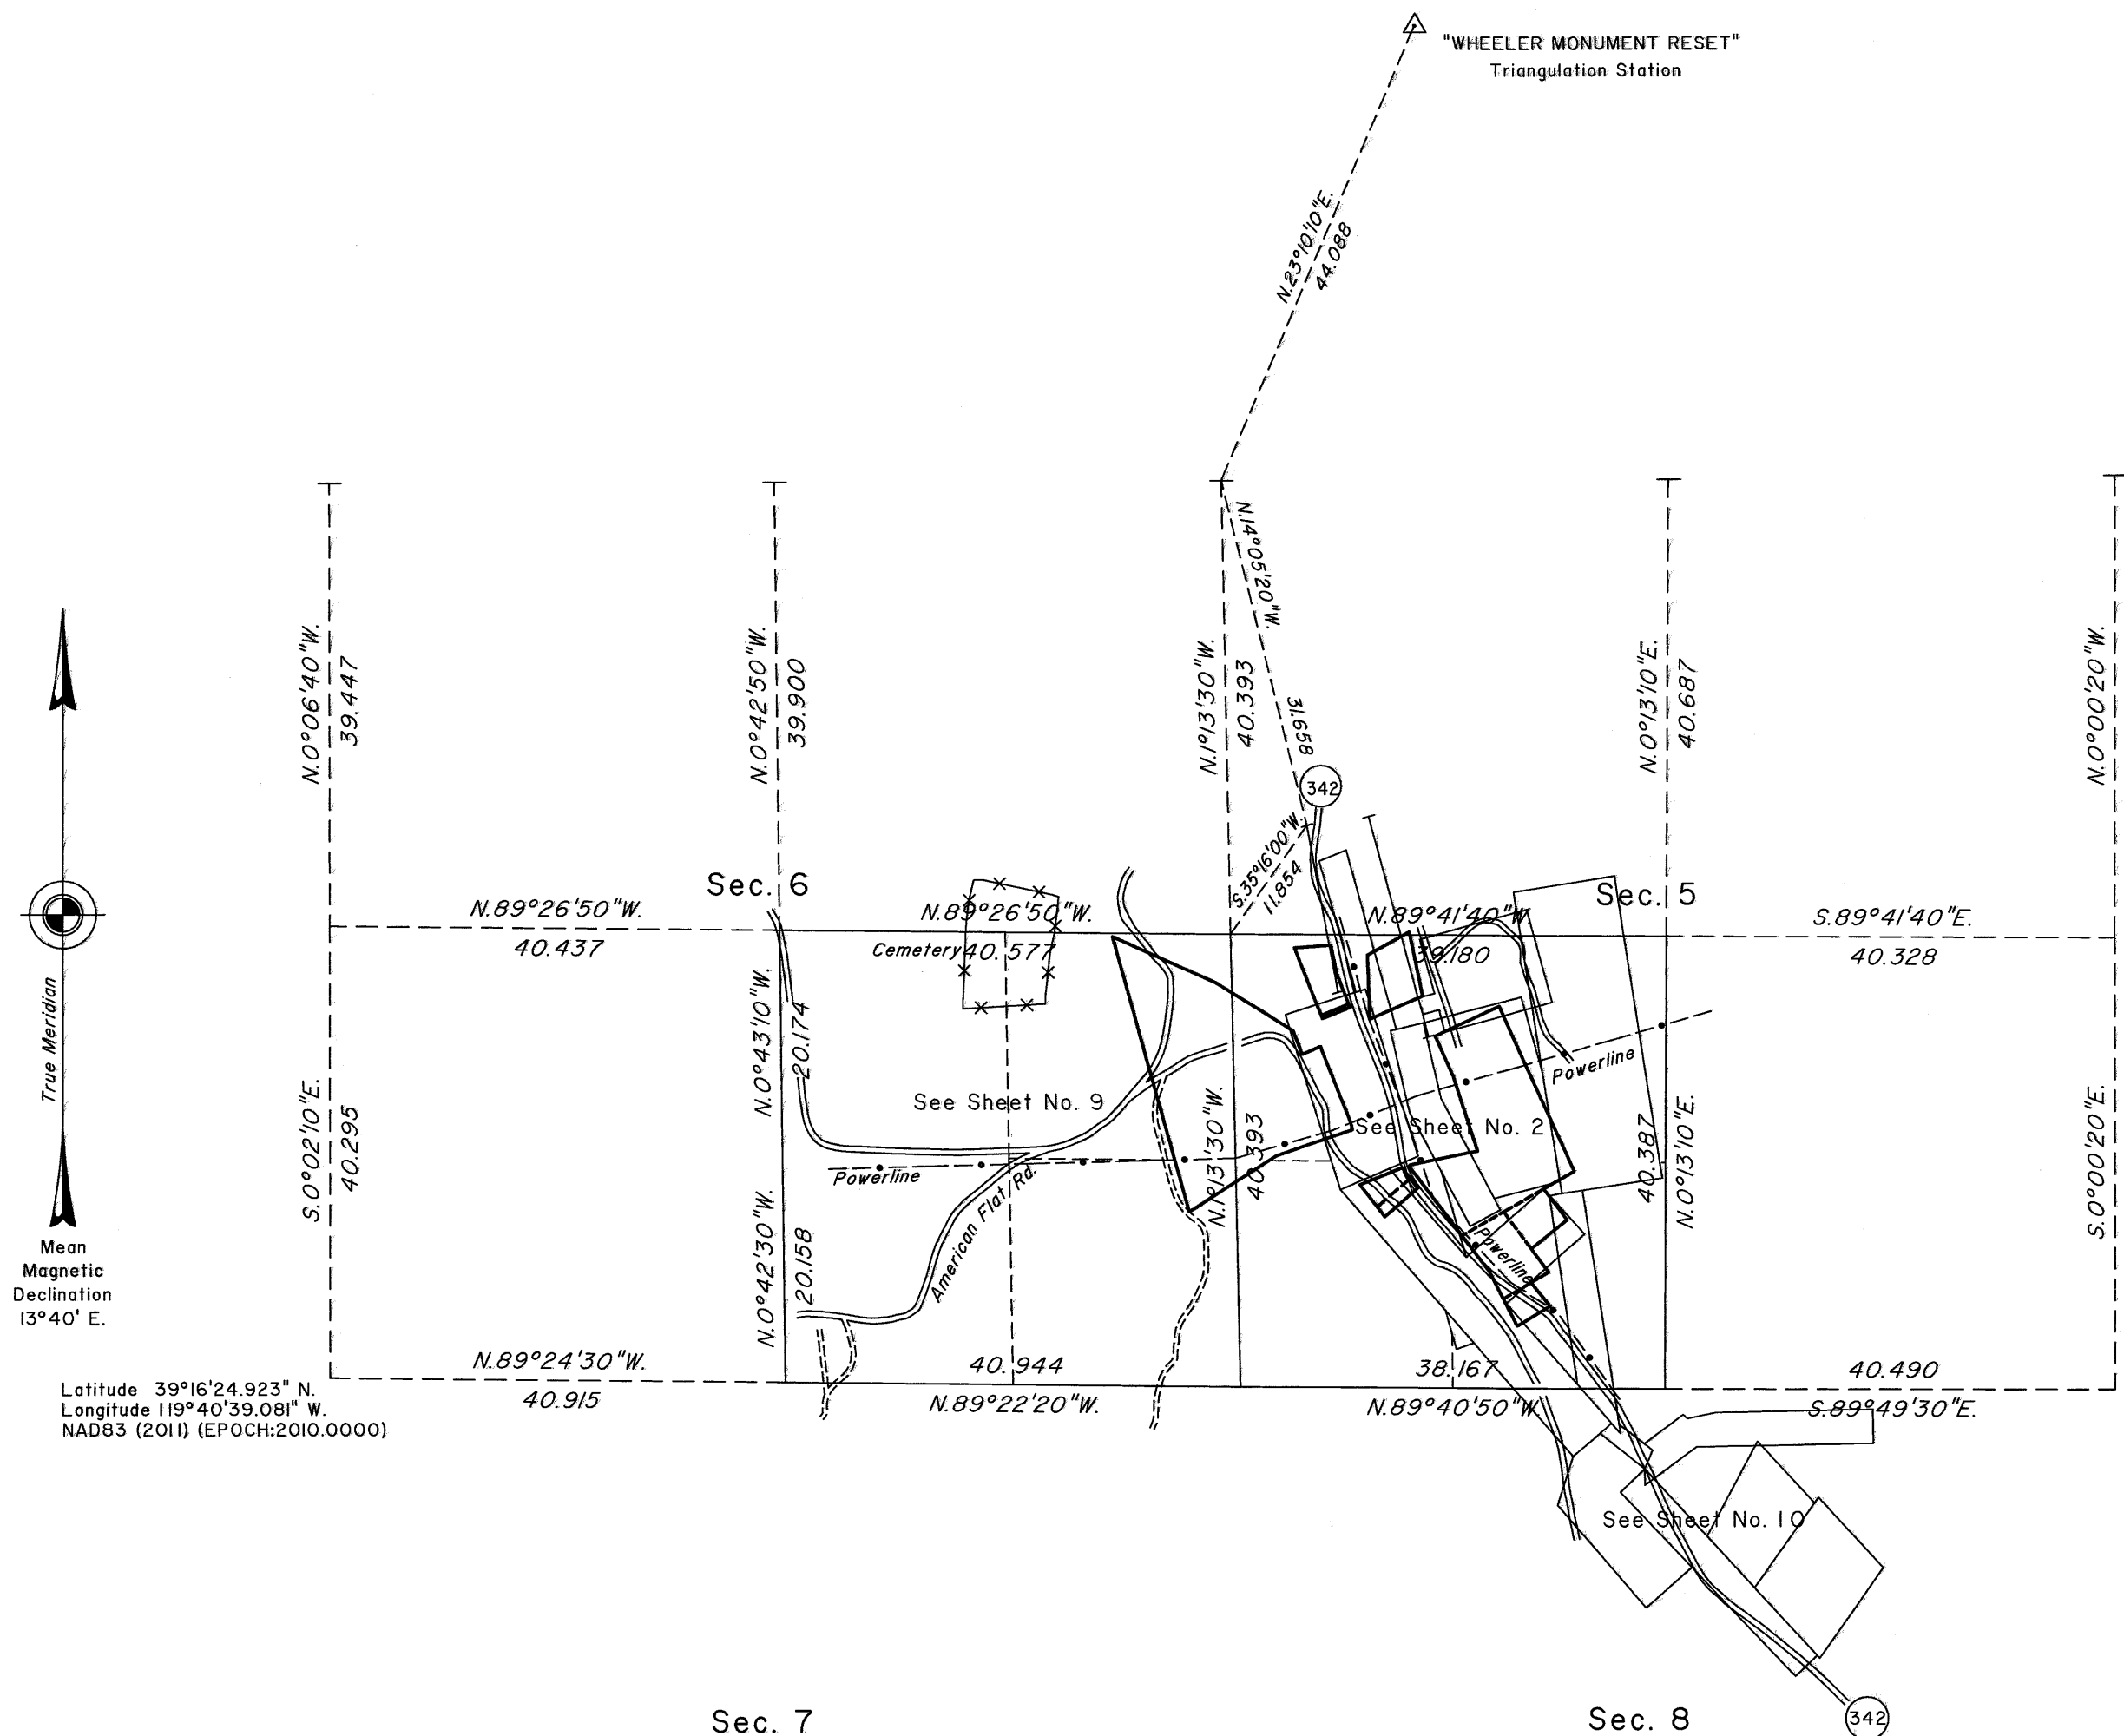 "WHEELER MONUMENT RESET"
Triangulation Station
N.23°10'10"E.
44.088
N.14°05'20"W.
31.658
N.0°06'40"W.
39.447
N.0°42'50"W.
39.900
N.1°13'30"W.
40.393
N.0°13'10"E.
40.687
N.0°00'20"W.
342
S.35°16'00"W.
11.854
Sec. 6
Sec. 5
N.89°26'50"W.
40.437
N.89°26'50"W.
Cemetery
40.577
N.89°41'40"W.
39.180
S.89°41'40"E.
40.328
True Meridian
S.0°02'10"E.
40.295
N.0°43'10"W.
20.174
See Sheet No. 9
Powerline
American Flat Rd.
N.0°42'30"W.
20.158
N.1°13'30"W.
40.393
See Sheet No. 2
Powerline
Powerline
40.387
N.0°13'10"E.
S.0°00'20"E.
Mean
Magnetic
Declination
13°40' E.
N.89°24'30"W.
40.915
40.944
N.89°22'20"W.
38.167
N.89°40'50"W.
40.490
S.89°49'30"E.
Latitude 39°16'24.923" N.
Longitude 119°40'39.081" W.
NAD83 (2011) (EPOCH:2010.0000)
See Sheet No. 10
Sec. 7
Sec. 8
342